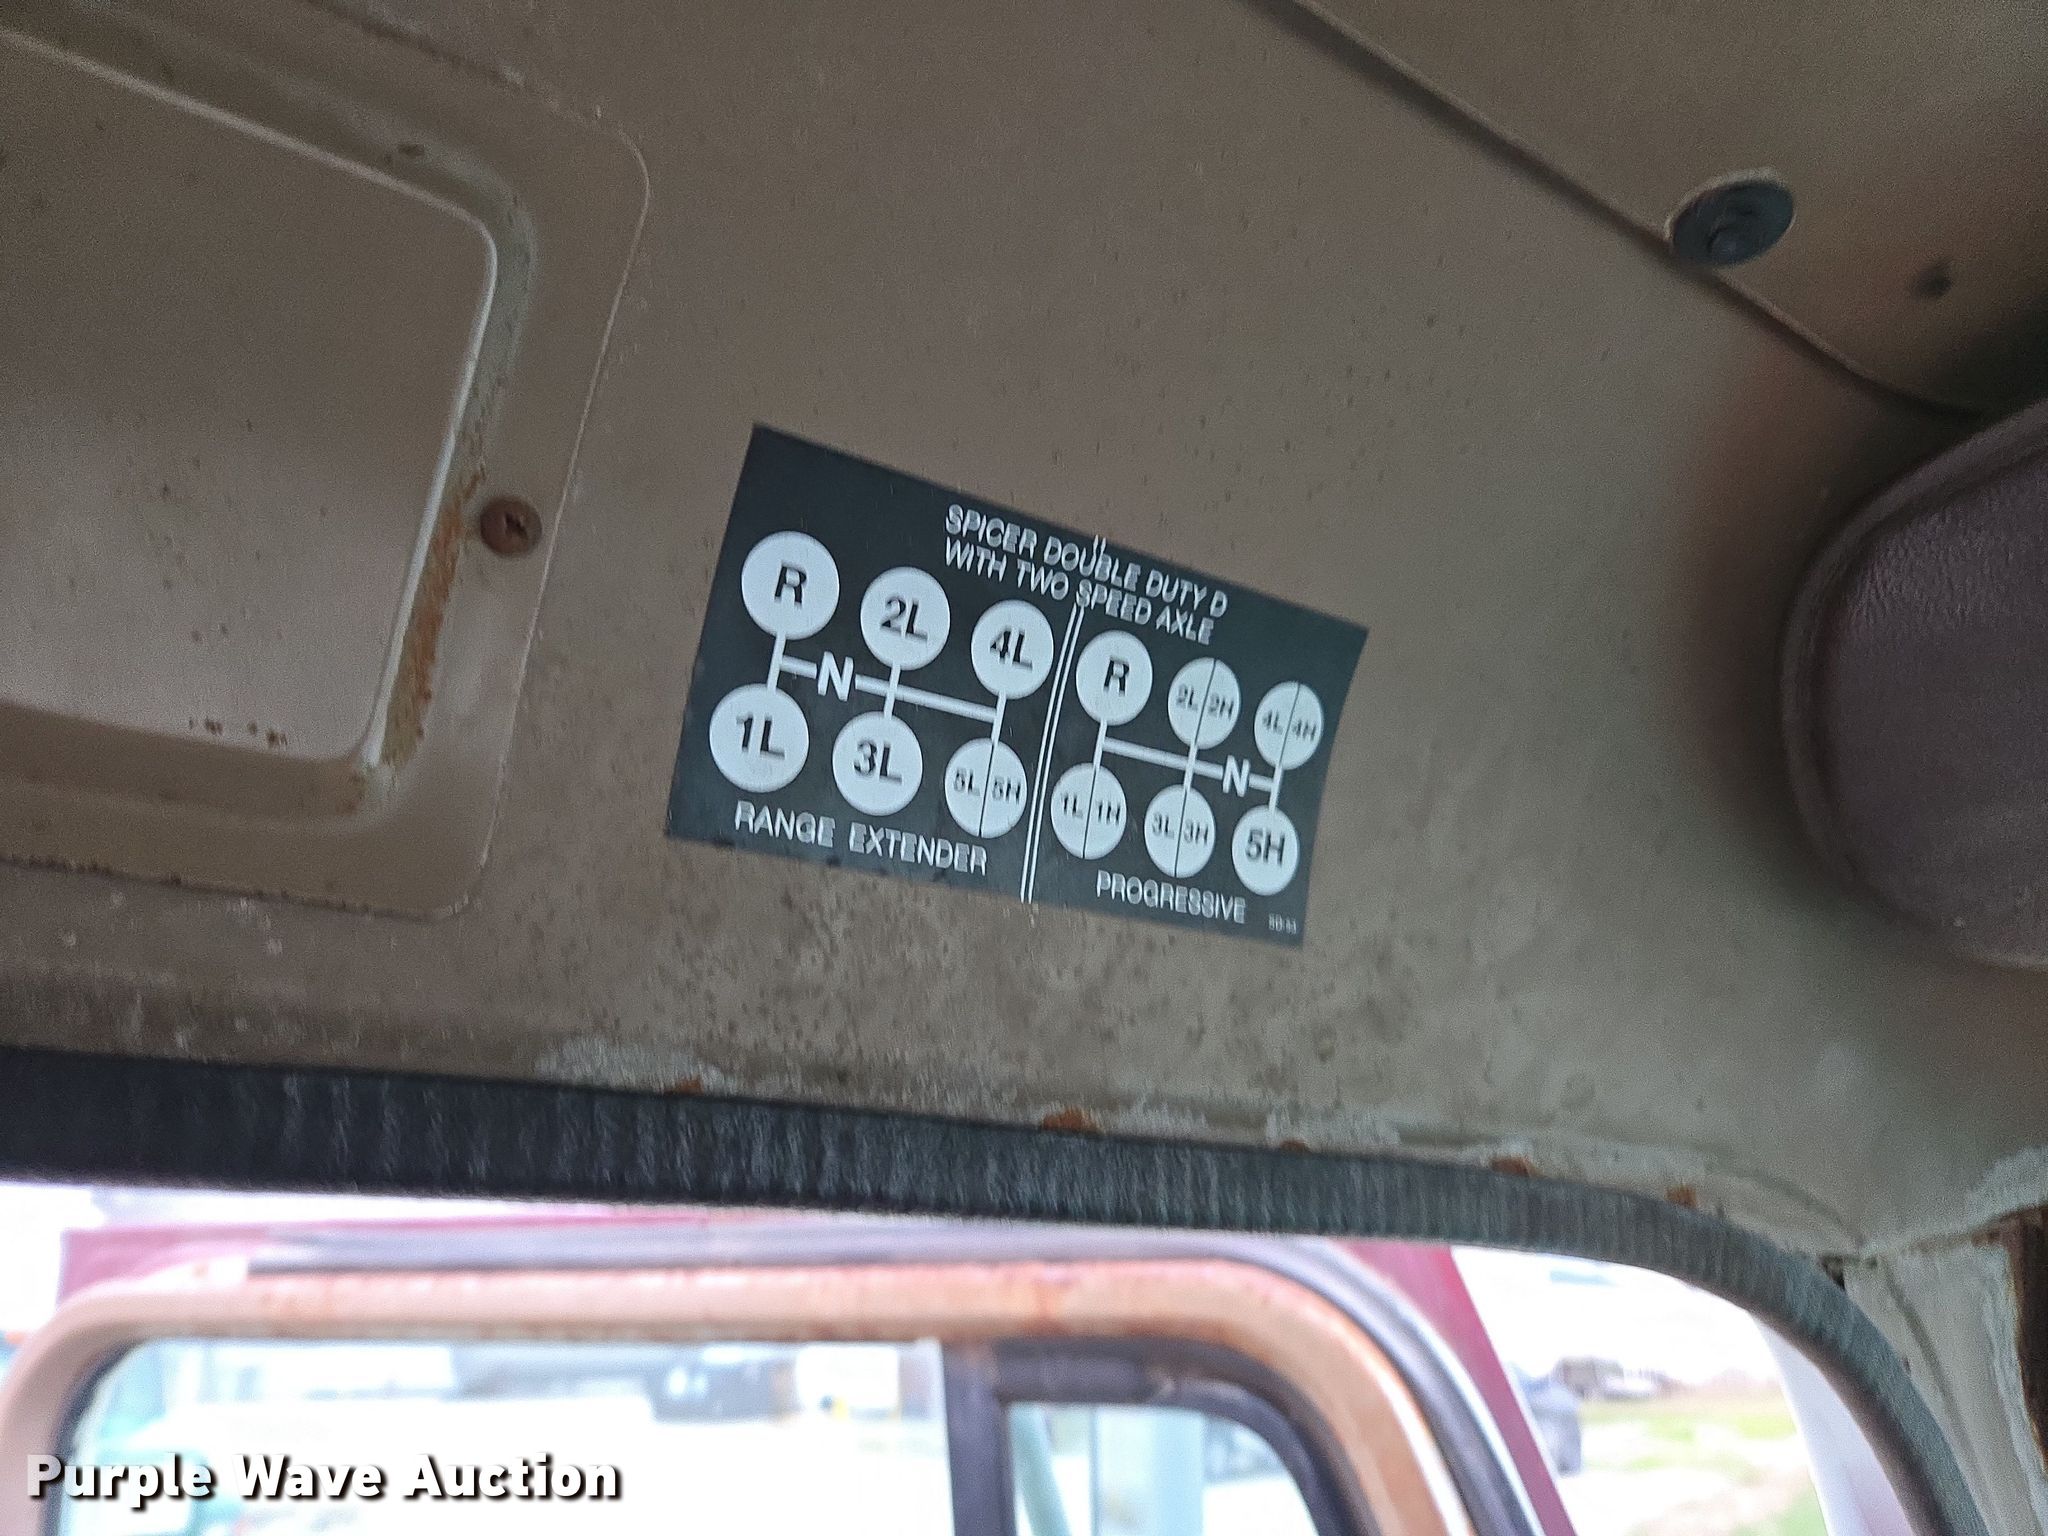 SPICER DOUBLE DUTY D
WITH TWO SPEED AXLE
R 2L 4L
N
1L 3L 5L 5H
RANGE EXTENDER
R 2L 2H 4L 4H
N
1L 1H 3L 3H 5H
PROGRESSIVE
Purple Wave Auction